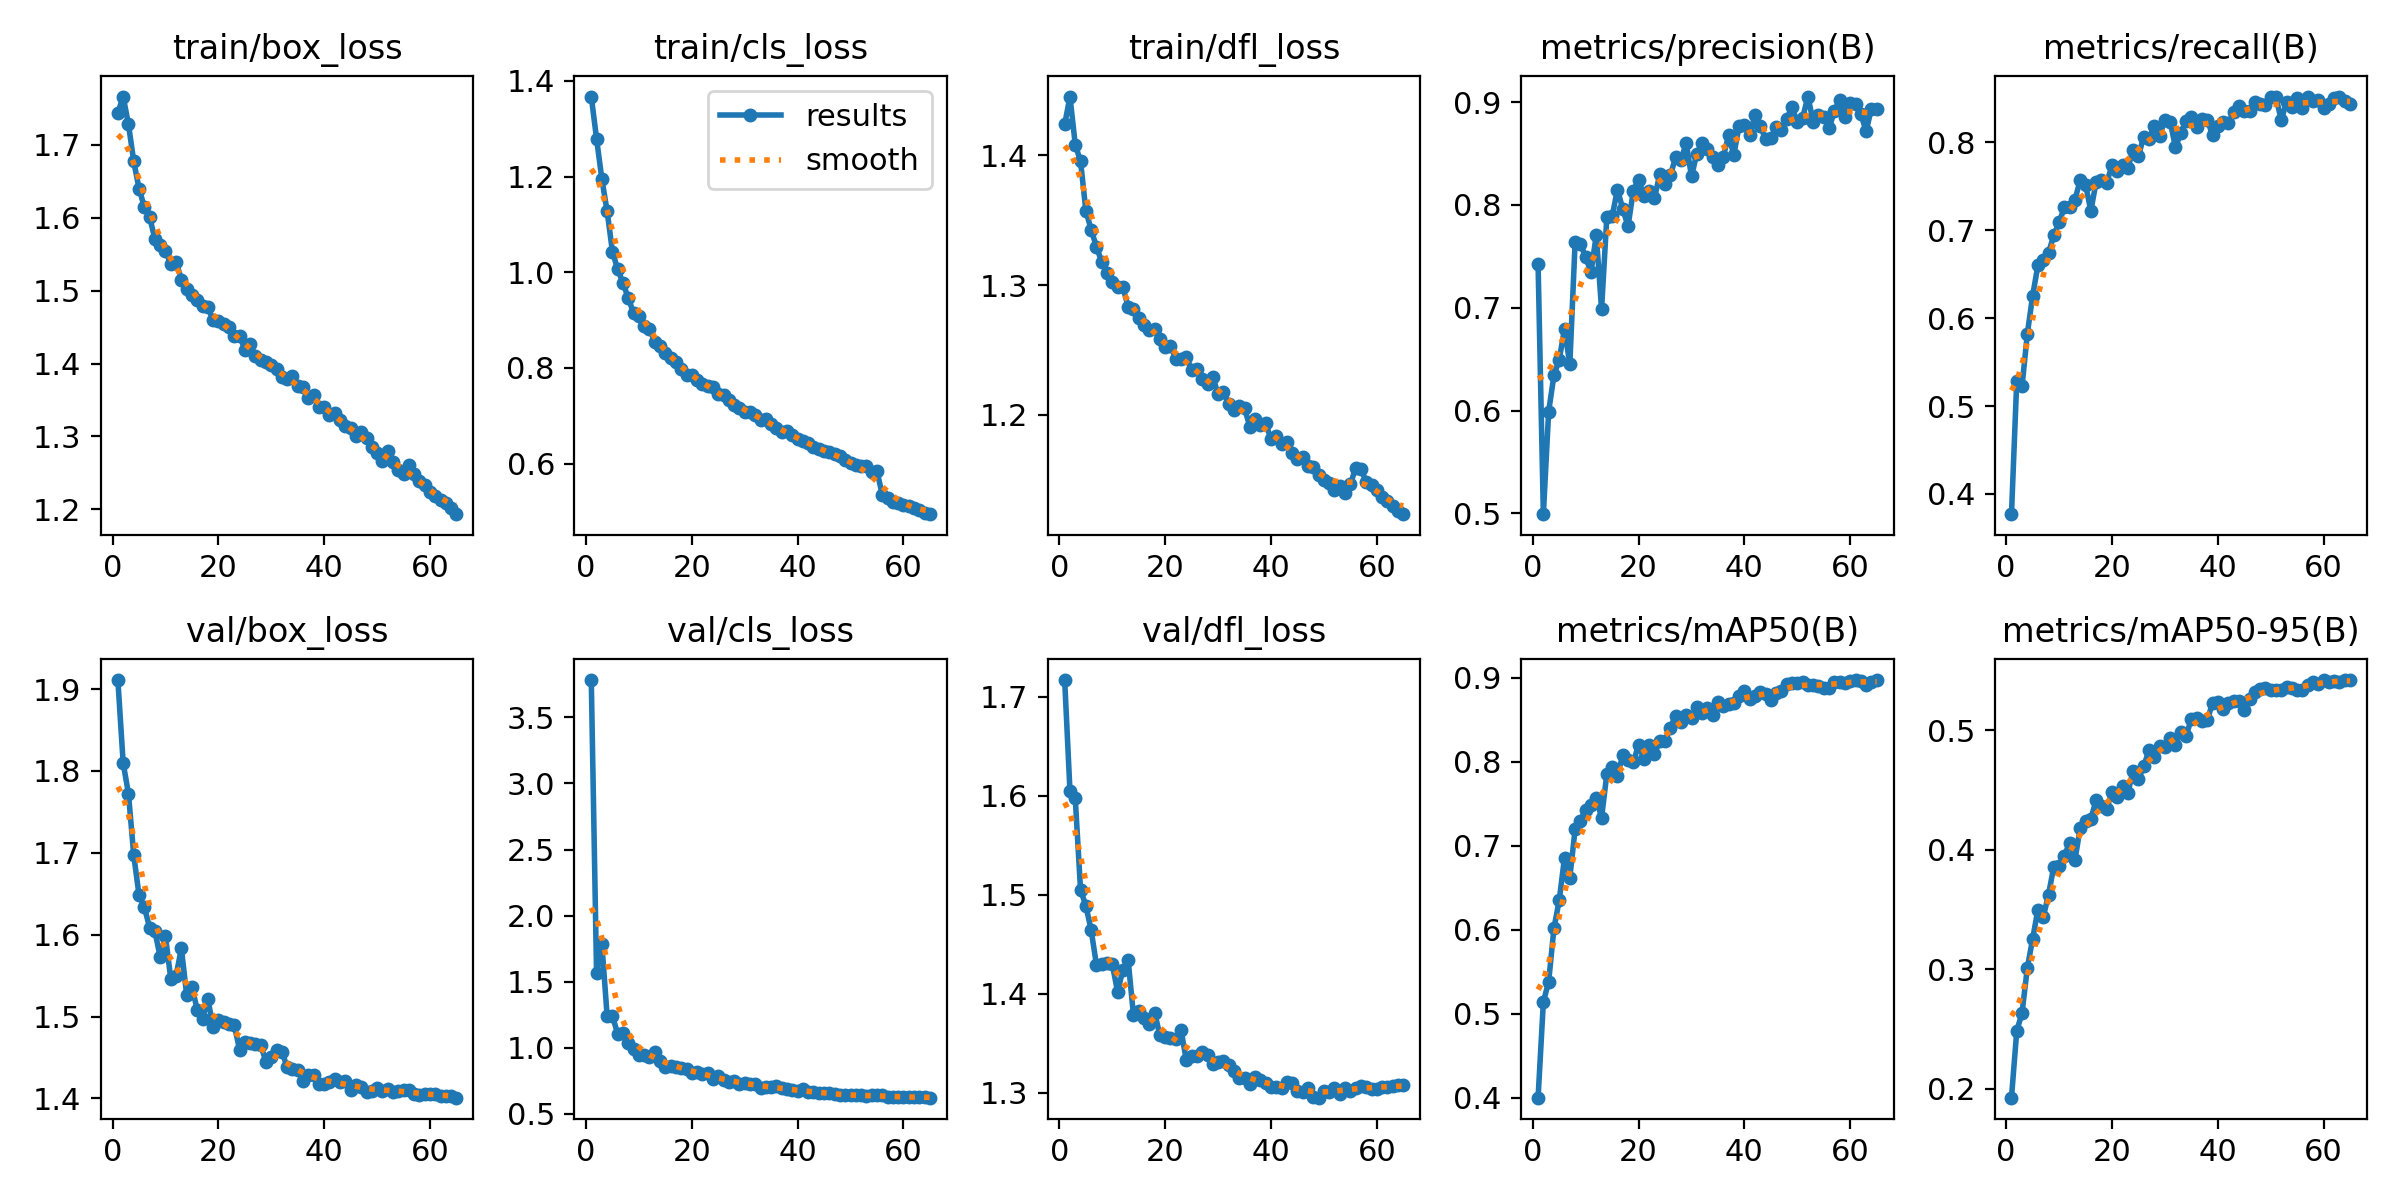 train/box_loss
train/cls_loss
train/dfl_loss
metrics/precision(B)
metrics/recall(B)
1.7
1.6
1.5
1.4
1.3
1.2
0 20 40 60
1.4
1.2
1.0
0.8
0.6
results
smooth
0 20 40 60
1.4
1.3
1.2
0 20 40 60
0.9
0.8
0.7
0.6
0.5
0 20 40 60
0.8
0.7
0.6
0.5
0.4
0 20 40 60
val/box_loss
val/cls_loss
val/dfl_loss
metrics/mAP50(B)
metrics/mAP50-95(B)
1.9
1.8
1.7
1.6
1.5
1.4
0 20 40 60
3.5
3.0
2.5
2.0
1.5
1.0
0.5
0 20 40 60
1.7
1.6
1.5
1.4
1.3
0 20 40 60
0.9
0.8
0.7
0.6
0.5
0.4
0 20 40 60
0.5
0.4
0.3
0.2
0 20 40 60